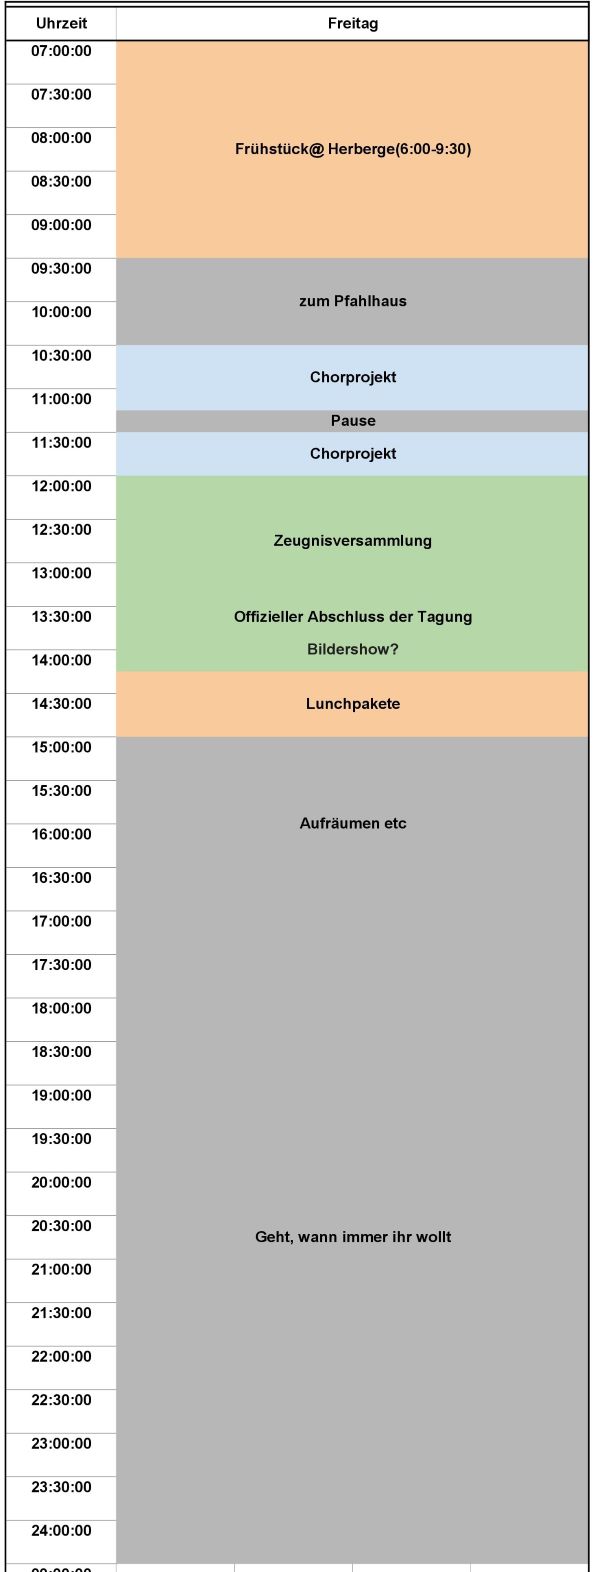 Uhrzeit Freitag
07:00:00
07:30:00
08:00:00
Frühstück@ Herberge(6:00-9:30)
08:30:00
09:00:00
09:30:00
zum Pfahlhaus
10:00:00
10:30:00
Chorprojekt
11:00:00
Pause
11:30:00
Chorprojekt
12:00:00
12:30:00
Zeugnisversammlung
13:00:00
13:30:00
Offizieller Abschluss der Tagung
Bildershow?
14:00:00
14:30:00
Lunchpakete
15:00:00
15:30:00
Aufräumen etc
16:00:00
16:30:00
17:00:00
17:30:00
18:00:00
18:30:00
19:00:00
19:30:00
20:00:00
20:30:00
Geht, wann immer ihr wollt
21:00:00
21:30:00
22:00:00
22:30:00
23:00:00
23:30:00
24:00:00